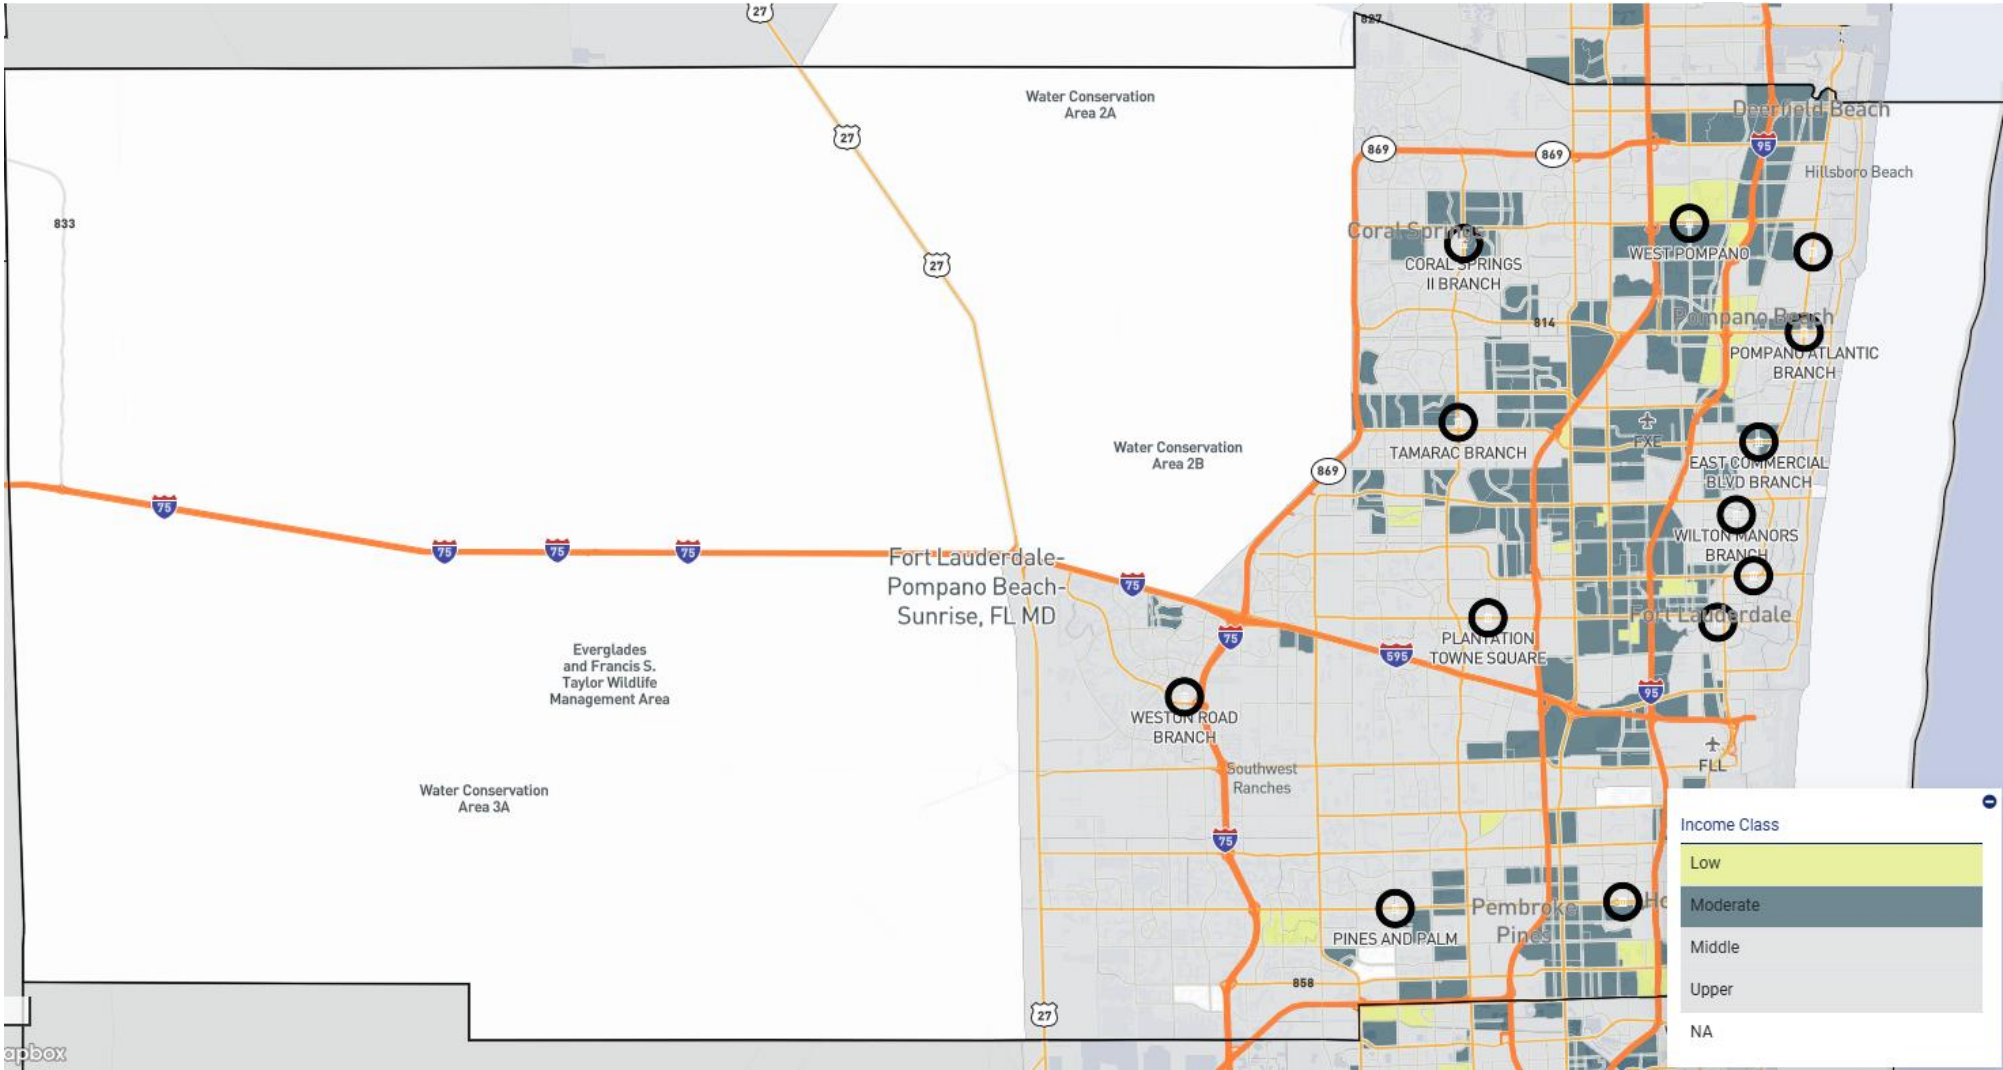 27
827
Water Conservation
Area 2A
Deerfield Beach
27
869
869
95
Hillsboro Beach
833
Coral Springs
WEST POMPANO
CORAL SPRINGS
II BRANCH
27
814
Pompano Beach
POMPANO ATLANTIC
BRANCH
FXE
Water Conservation
Area 2B
TAMARAC BRANCH
EAST COMMERCIAL
BLVD BRANCH
869
75
WILTON MANORS
BRANCH
75
75
75
Fort Lauderdale-
Pompano Beach-
Sunrise, FL MD
75
Fort Lauderdale
75
PLANTATION
TOWNE SQUARE
595
Everglades
and Francis S.
Taylor Wildlife
Management Area
95
WESTON ROAD
BRANCH
FLL
Southwest
Ranches
Water Conservation
Area 3A
75
Income Class
Low
Moderate
Middle
Upper
NA
Ho
Pembroke
Pines
PINES AND PALM
858
27
apbox